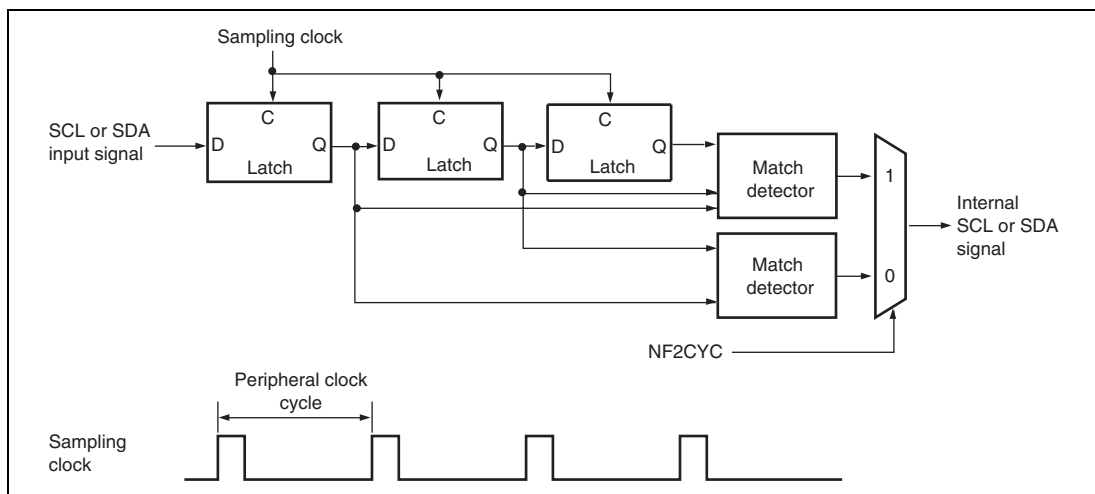 Sampling clock
SCL or SDA
input signal
C
D
Q
Latch
C
D
Q
Latch
C
D
Q
Latch
Match
detector
1
Internal
SCL or SDA
signal
Match
detector
0
NF2CYC
Peripheral clock
cycle
Sampling
clock